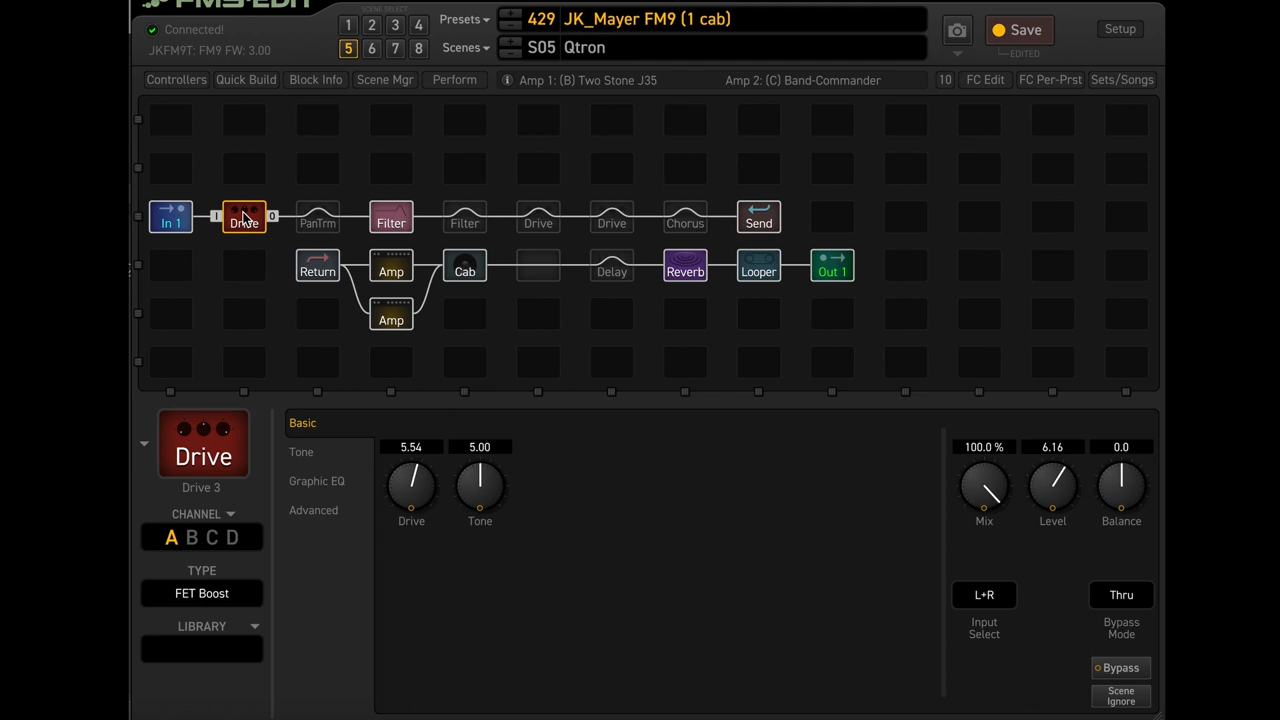 FM9-EDIT
SCENE SELECT
Connected!
JKFM9T: FM9 FW: 3.00
1 2 3 4
5 6 7 8
Presets
429 JK_Mayer FM9 (1 cab)
Scenes
S05 Qtron
Save
EDITED
Setup
Controllers Quick Build Block Info Scene Mgr Perform
Amp 1: (B) Two Stone J35 Amp 2: (C) Band-Commander
10 FC Edit FC Per-Prst Sets/Songs
In 1 I Drive O PanTrm Filter Filter Drive Drive Chorus Send
Return Amp Cab Delay Reverb Looper Out 1
Amp
Drive
Drive 3
CHANNEL
A B C D
TYPE
FET Boost
LIBRARY
Basic
Tone
Graphic EQ
Advanced
5.54 5.00
Drive Tone
100.0 % 6.16 0.0
Mix Level Balance
L+R Thru
Input Select
Bypass Mode
Bypass
Scene Ignore